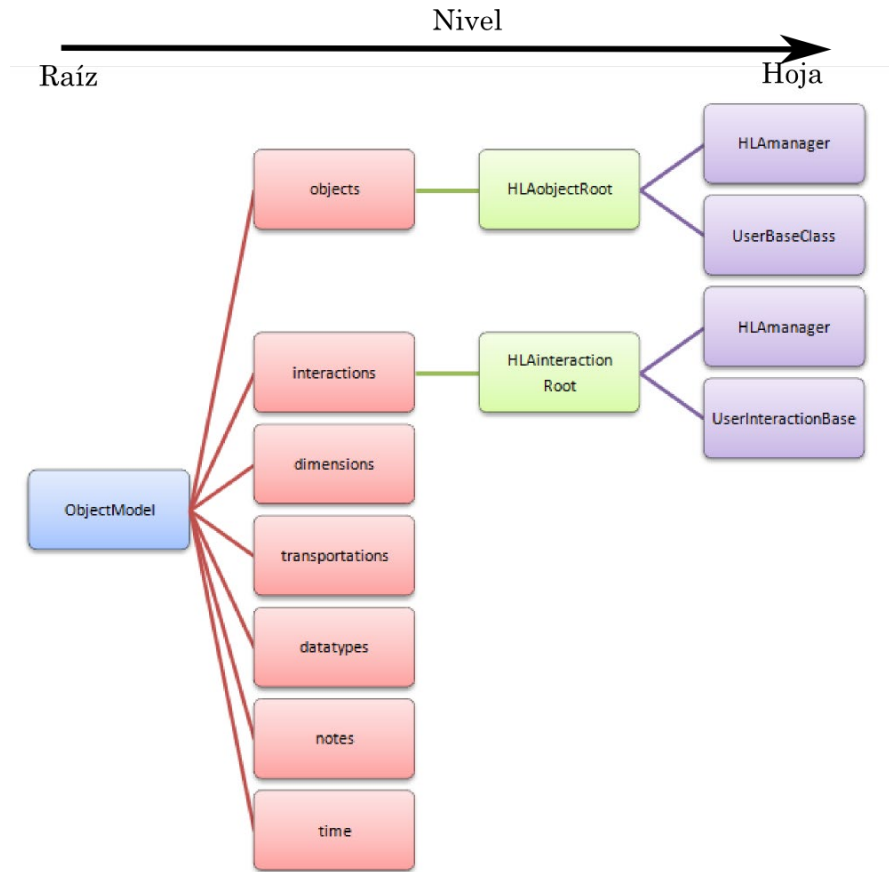 Nivel
Raíz
Hoja
HLAmanager
objects
HLAobjectRoot
UserBaseClass
HLAmanager
interactions
HLAinteraction
Root
UserInteractionBase
dimensions
ObjectModel
transportations
datatypes
notes
time